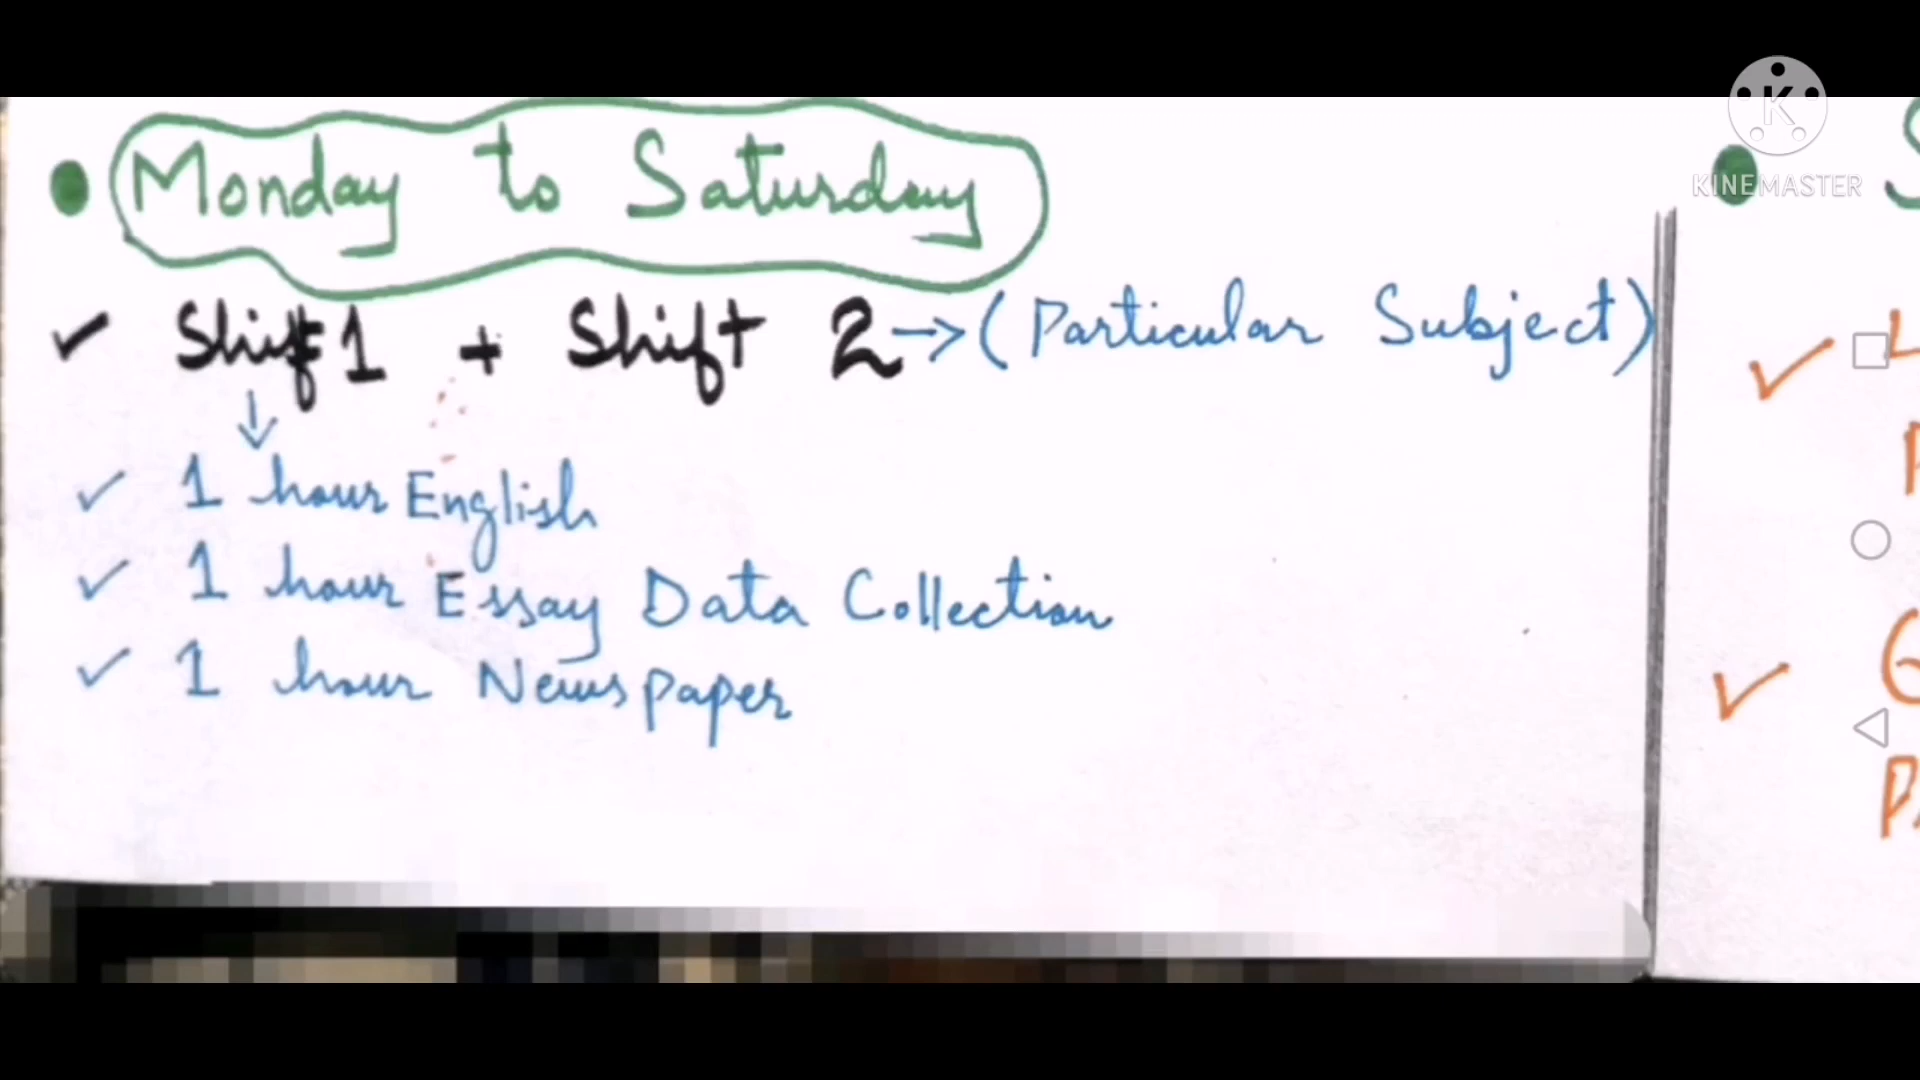 Monday to Saturday
✓ Shift 1 + Shift 2 → (Particular Subject)
✓ 1 hour English
✓ 1 hour Essay Data Collection
✓ 1 hour Newspaper
KINEMASTER